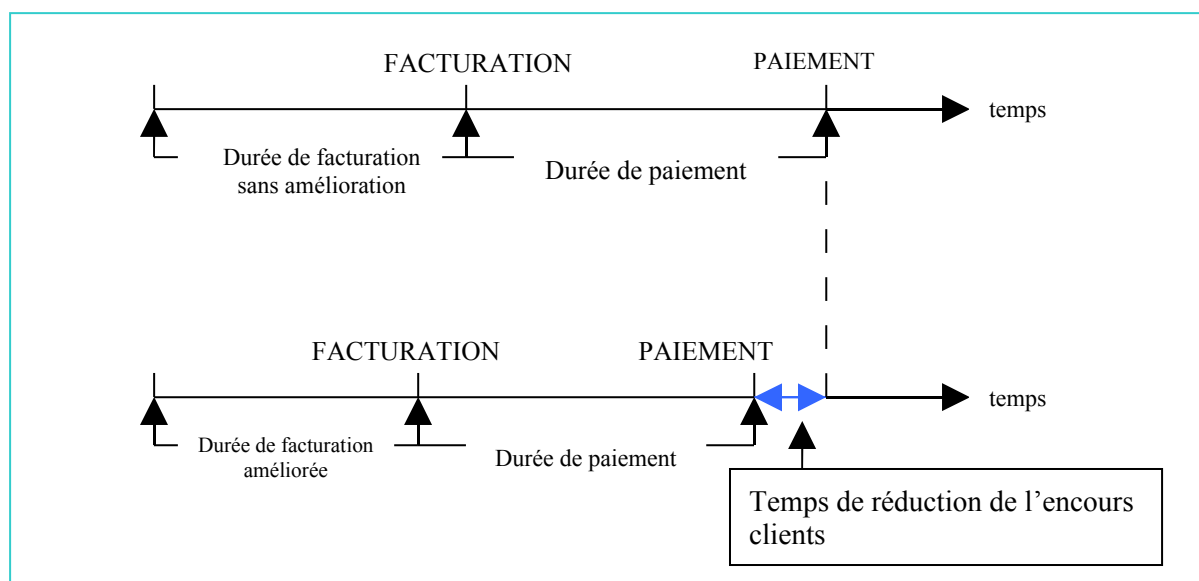 FACTURATION PAIEMENT
temps
Durée de facturation
sans amélioration
Durée de paiement
FACTURATION PAIEMENT
temps
Durée de facturation
améliorée
Durée de paiement
Temps de réduction de l’encours
clients